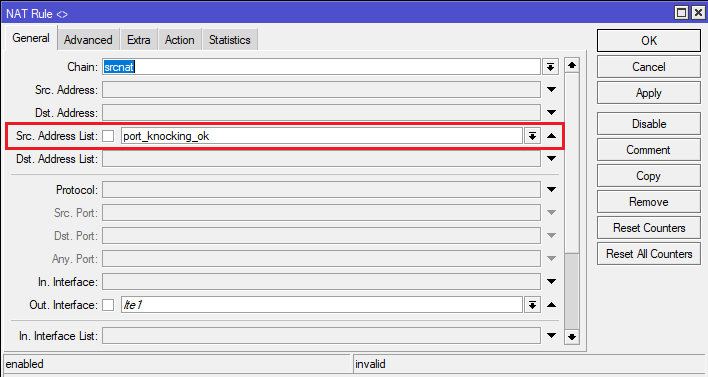 NAT Rule <>
General Advanced Extra Action Statistics
Chain: srcnat
Src. Address:
Dst. Address:
Src. Address List: port_knocking_ok
Dst. Address List:
Protocol:
Src. Port:
Dst. Port:
Any. Port:
In. Interface:
Out. Interface: lte1
In. Interface List:
OK
Cancel
Apply
Disable
Comment
Copy
Remove
Reset Counters
Reset All Counters
enabled invalid